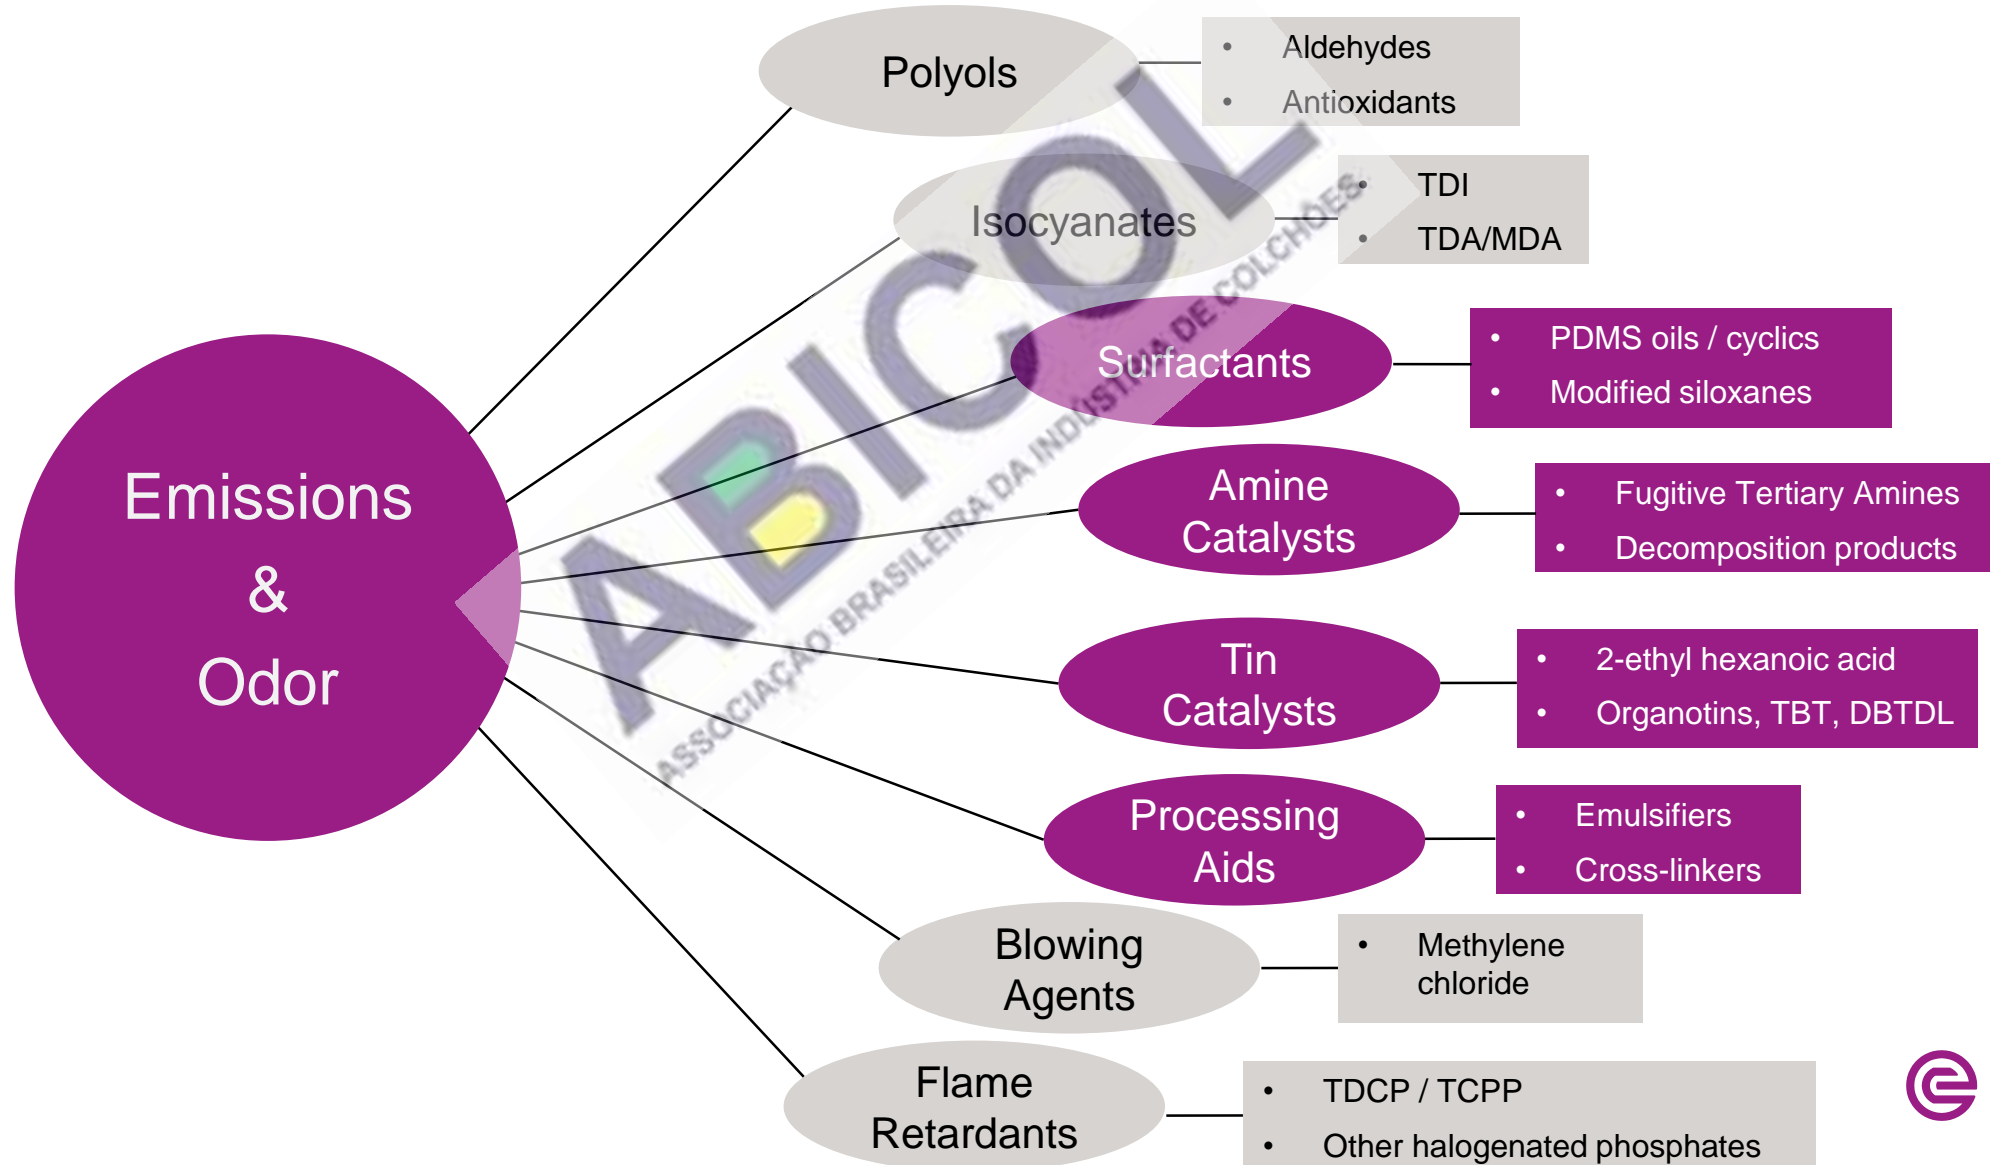 Emissions
&
Odor
Polyols
• Aldehydes
• Antioxidants
Isocyanates
• TDI
• TDA/MDA
Surfactants
• PDMS oils / cyclics
• Modified siloxanes
Amine
Catalysts
• Fugitive Tertiary Amines
• Decomposition products
Tin
Catalysts
• 2-ethyl hexanoic acid
• Organotins, TBT, DBTDL
Processing
Aids
• Emulsifiers
• Cross-linkers
Blowing
Agents
• Methylene
chloride
Flame
Retardants
• TDCP / TCPP
• Other halogenated phosphates
ABICOL
ASSOCIAÇÃO BRASILEIRA DA INDÚSTRIA DE COLCHÕES